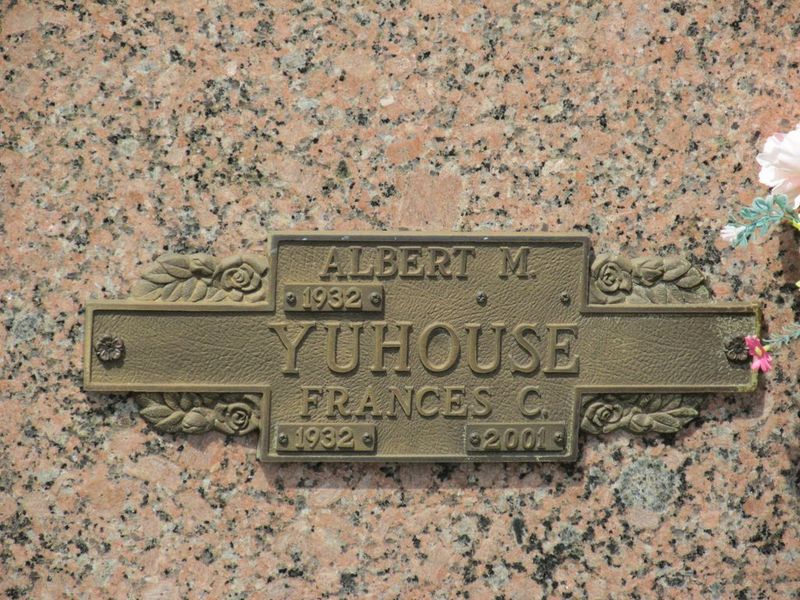 ALBERT M.
1932
YUHOUSE
FRANCES C.
1932 2001